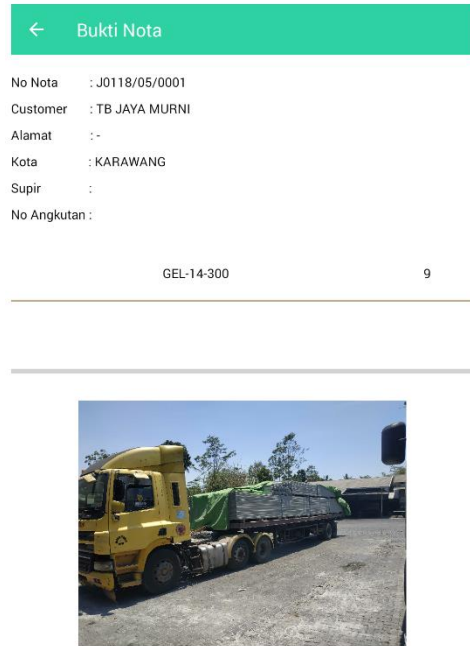 Bukti Nota
No Nota : J0118/05/0001
Customer : TB JAYA MURNI
Alamat : -
Kota : KARAWANG
Supir :
No Angkutan :
GEL-14-300 9